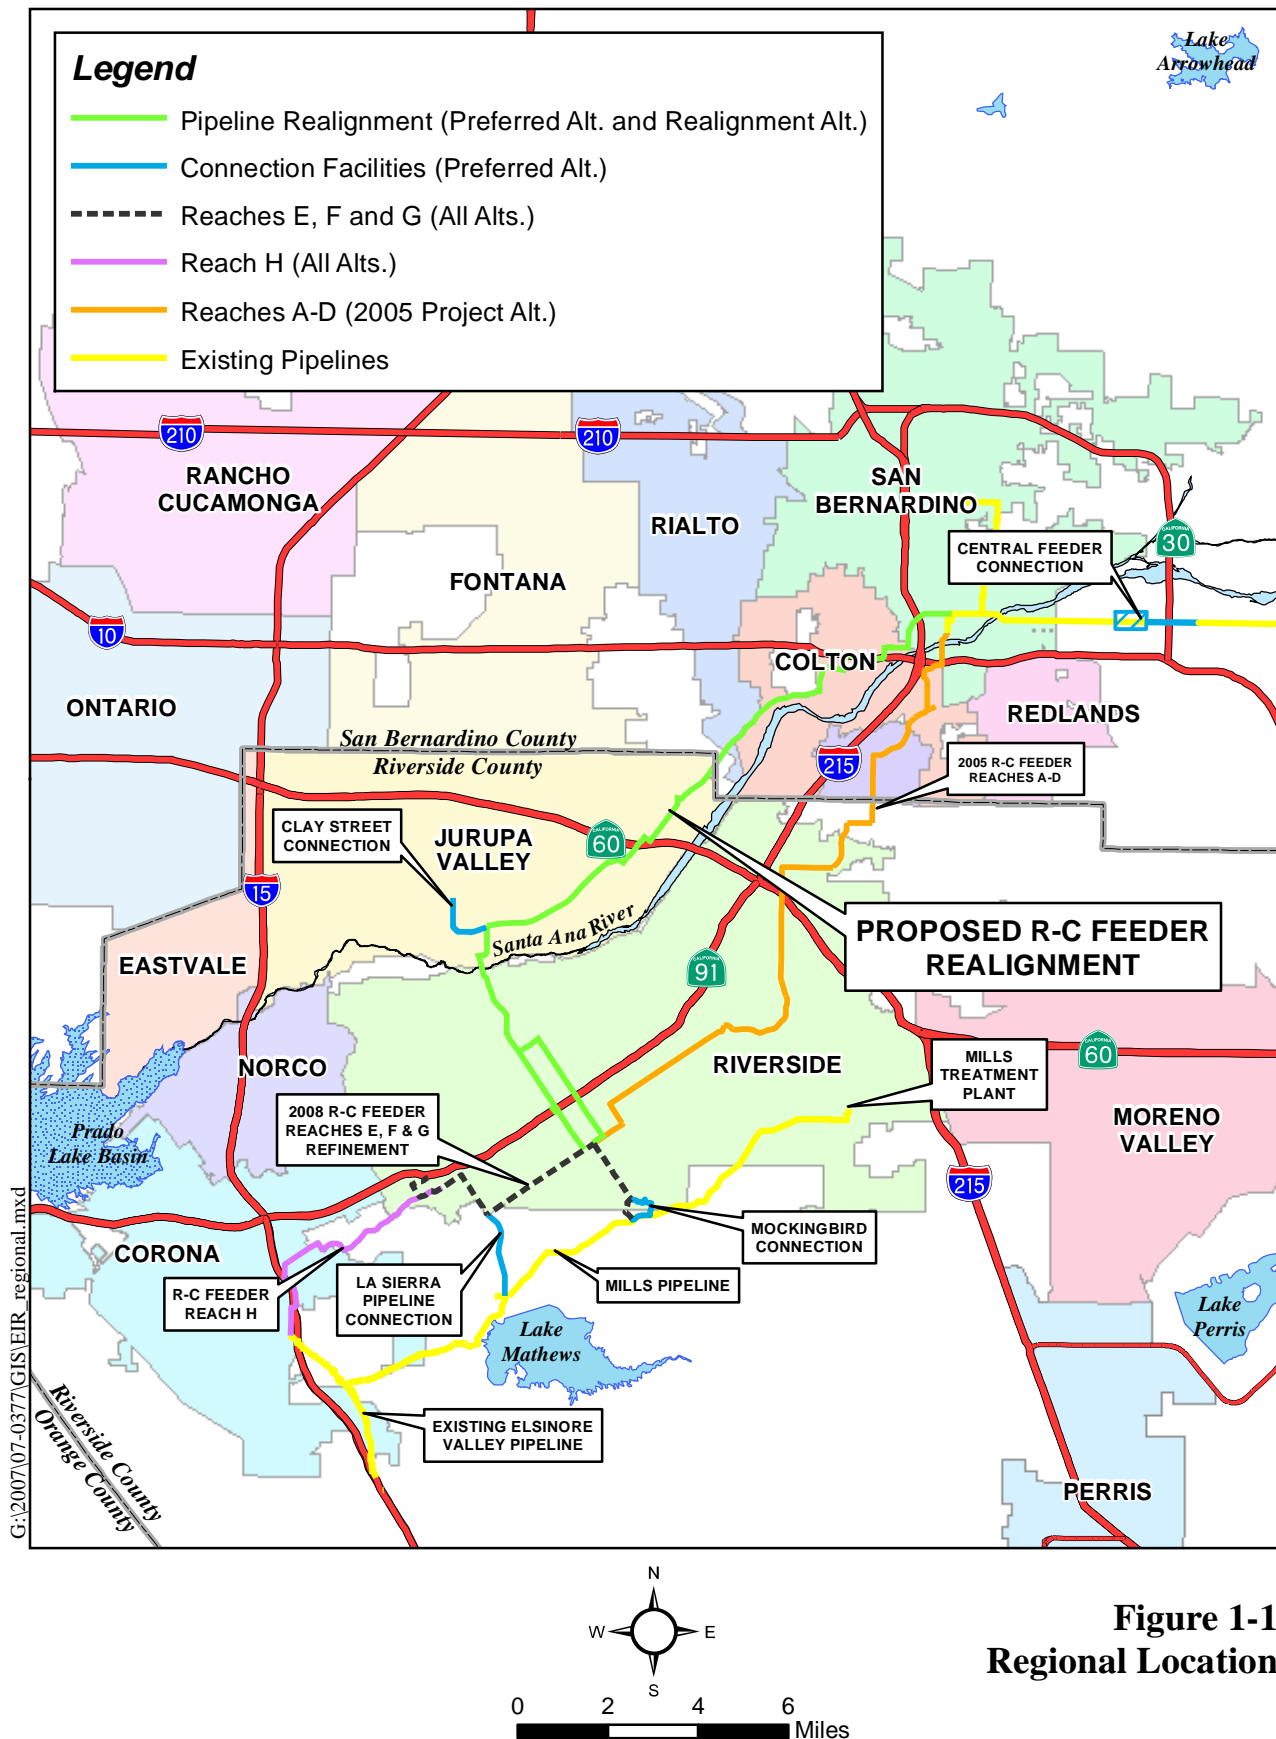 Legend
Pipeline Realignment (Preferred Alt. and Realignment Alt.)
Connection Facilities (Preferred Alt.)
Reaches E, F and G (All Alts.)
Reach H (All Alts.)
Reaches A-D (2005 Project Alt.)
Existing Pipelines
Lake
Arrowhead
210
210
RANCHO
CUCAMONGA
SAN
BERNARDINO
RIALTO
CALIFORNIA
30
CENTRAL FEEDER
CONNECTION
FONTANA
10
COLTON
ONTARIO
REDLANDS
San Bernardino County
Riverside County
215
2005 R-C FEEDER
REACHES A-D
CLAY STREET
CONNECTION
JURUPA
VALLEY
CALIFORNIA
60
15
Santa Ana River
PROPOSED R-C FEEDER
REALIGNMENT
EASTVALE
CALIFORNIA
91
NORCO
RIVERSIDE
MILLS
TREATMENT
PLANT
CALIFORNIA
60
2008 R-C FEEDER
REACHES E, F & G
REFINEMENT
MORENO
VALLEY
Prado
Lake Basin
215
MOCKINGBIRD
CONNECTION
CORONA
R-C FEEDER
REACH H
LA SIERRA
PIPELINE
CONNECTION
MILLS PIPELINE
Lake
Perris
Lake
Mathews
Riverside County
Orange County
EXISTING ELSINORE
VALLEY PIPELINE
PERRIS
G:\2007\07-0377\GIS\EIR_regional.mxd
N
W E
S
0 2 4 6
Miles
Figure 1-1
Regional Location